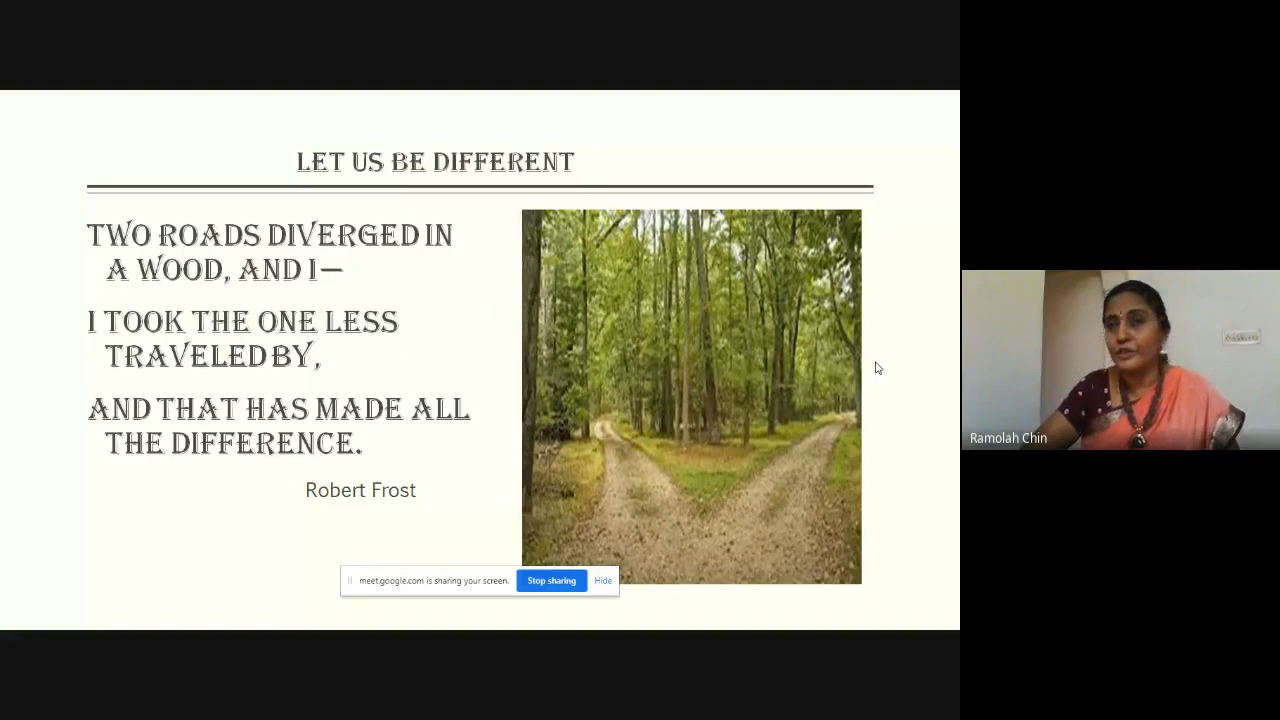 LET US BE DIFFERENT
TWO ROADS DIVERGED IN
A WOOD, AND I—
I TOOK THE ONE LESS
TRAVELED BY,
AND THAT HAS MADE ALL
THE DIFFERENCE.
Robert Frost
meet.google.com is sharing your screen. Stop sharing Hide
Ramolah Chin